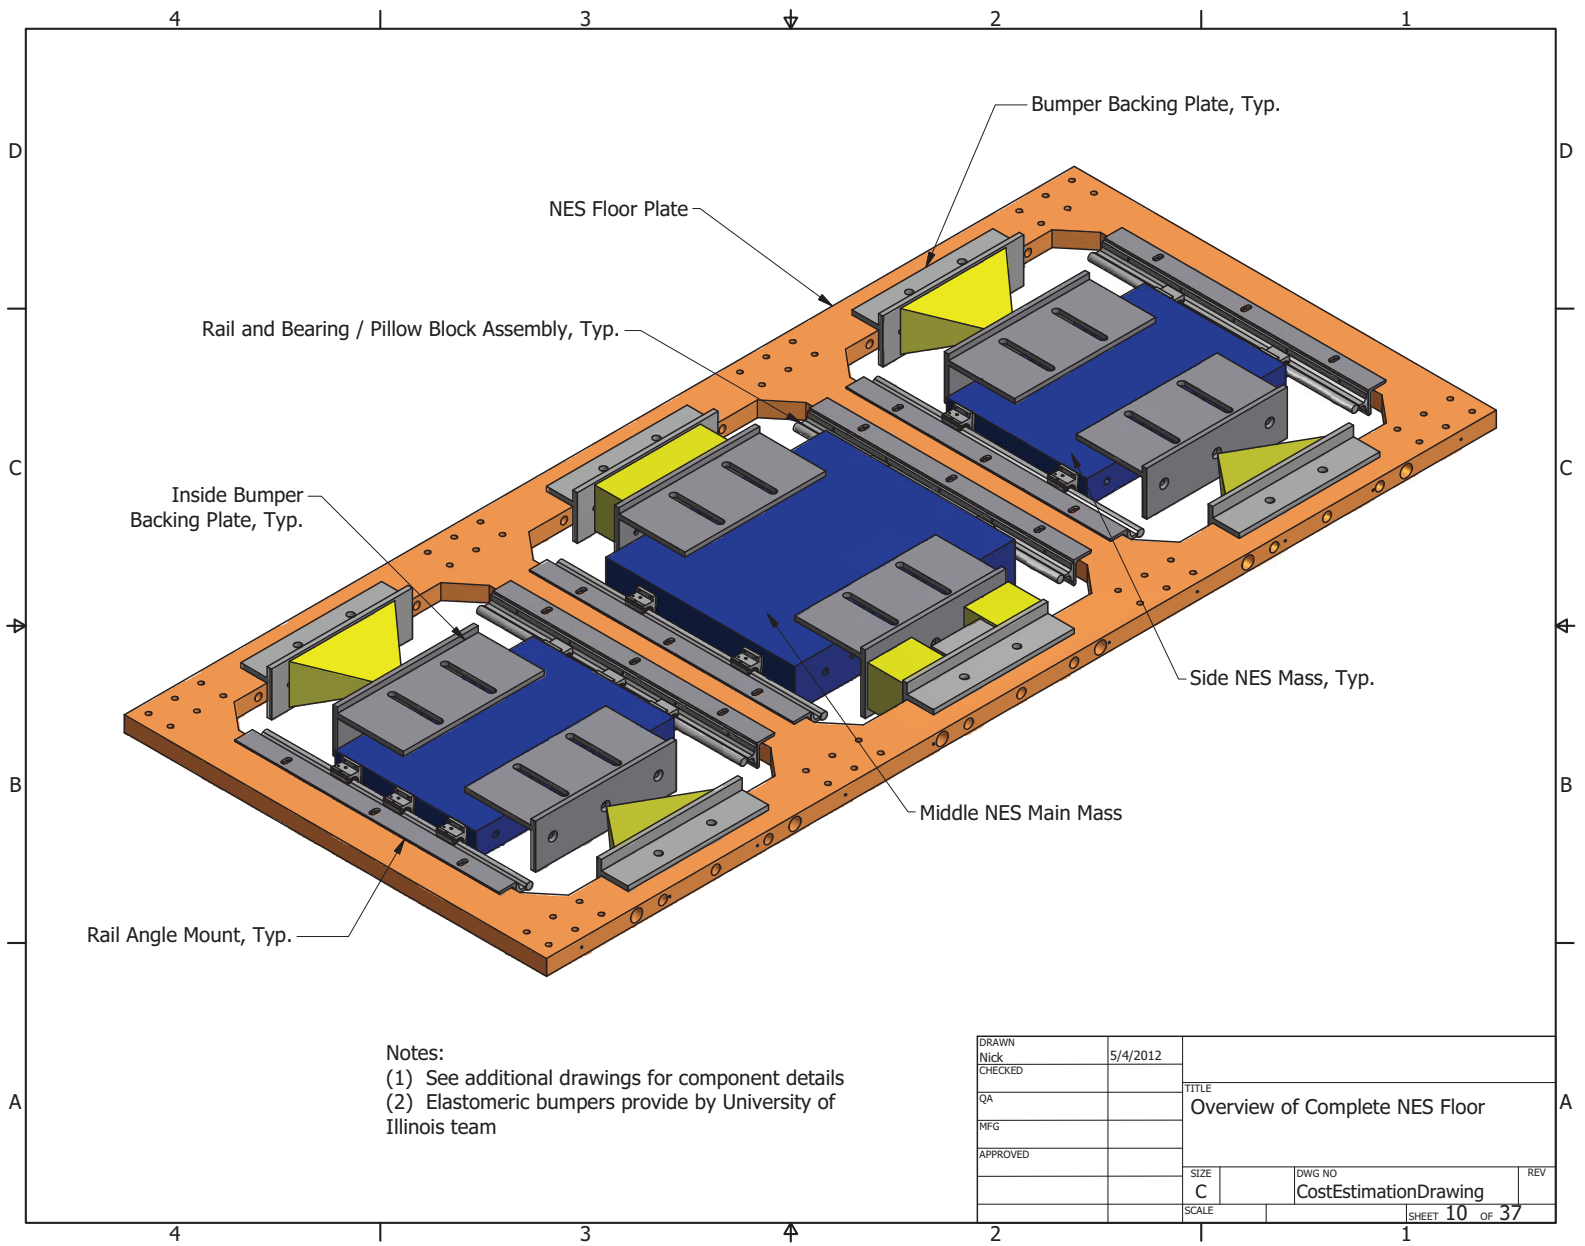 4 3 2 1
Bumper Backing Plate, Typ.
D D
NES Floor Plate
Rail and Bearing / Pillow Block Assembly, Typ.
C C
Inside Bumper
Backing Plate, Typ.
Side NES Mass, Typ.
B B
Middle NES Main Mass
Rail Angle Mount, Typ.
Notes:
(1) See additional drawings for component details
(2) Elastomeric bumpers provide by University of
Illinois team
A A
DRAWN
Nick 5/4/2012
CHECKED
QA
MFG
APPROVED
TITLE
Overview of Complete NES Floor
SIZE
C
DWG NO
CostEstimationDrawing
REV
SCALE
SHEET 10 OF 37
4 3 2 1